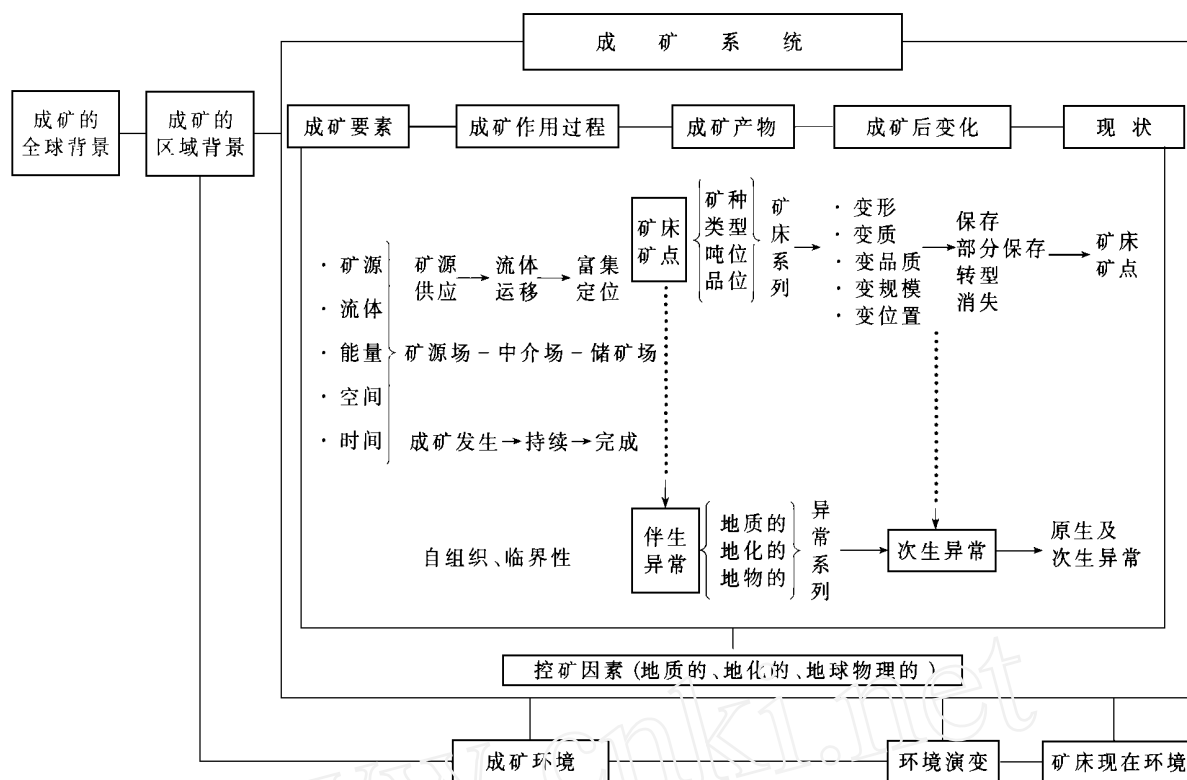 成 矿 系 统
成矿的
全球背景
成矿的
区域背景
成矿要素
成矿作用过程
成矿产物
成矿后变化
现 状
· 矿源
· 流体
· 能量
· 空间
· 时间
矿源
供应
流体
运移
富集
定位
矿源场－中介场－储矿场
成矿发生→持续→完成
自组织、临界性
矿床
矿点
矿种
类型
吨位
品位
矿床系列
· 变形
· 变质
· 变品质
· 变规模
· 变位置
保存
部分保存
转型
消失
矿床
矿点
伴生
异常
地质的
地化的
地物的
异常系列
次生异常
原生及
次生异常
控矿因素(地质的、地化的、地球物理的)
成矿环境
环境演变
矿床现在环境
www.cnki.net